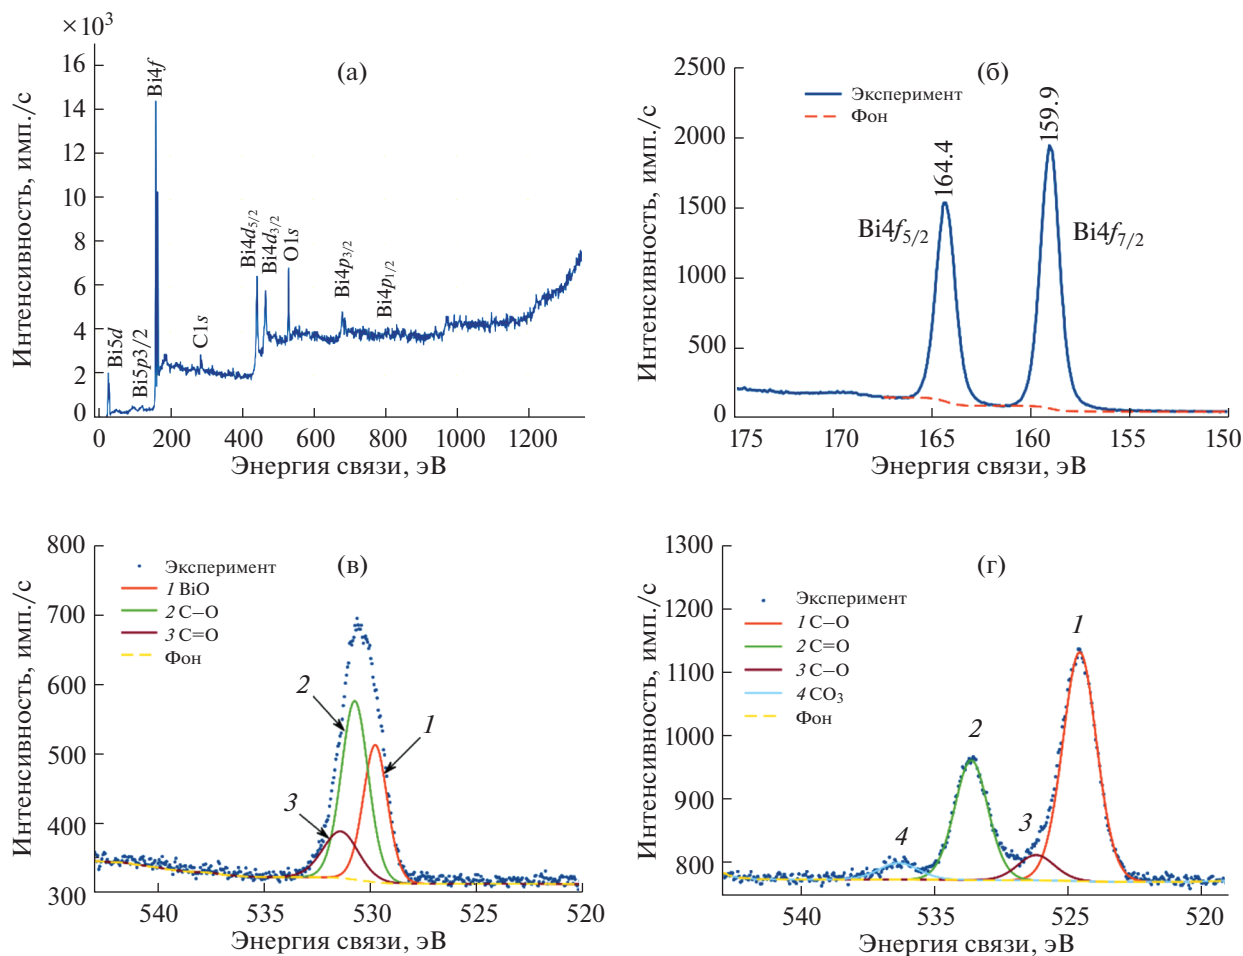 ×10³
(а)
Интенсивность, имп./с
16
14
12
10
8
6
4
2
0
Bi5d
Bi5p3/2
Bi4f
C1s
Bi4d5/2
Bi4d3/2
O1s
Bi4p3/2
Bi4p1/2
0 200 400 600 800 1000 1200
Энергия связи, эВ
(б)
Интенсивность, имп./с
2500
2000
1500
1000
500
0
Эксперимент
Фон
164.4
159.9
Bi4f5/2
Bi4f7/2
175 170 165 160 155 150
Энергия связи, эВ
(в)
Интенсивность, имп./с
800
700
600
500
400
300
Эксперимент
1 BiO
2 C–O
3 C=O
Фон
2
1
3
540 535 530 525 520
Энергия связи, эВ
(г)
Интенсивность, имп./с
1300
1200
1100
1000
900
800
Эксперимент
1 C–O
2 C=O
3 C–O
4 CO₃
Фон
1
2
3
4
540 535 525 520
Энергия связи, эВ